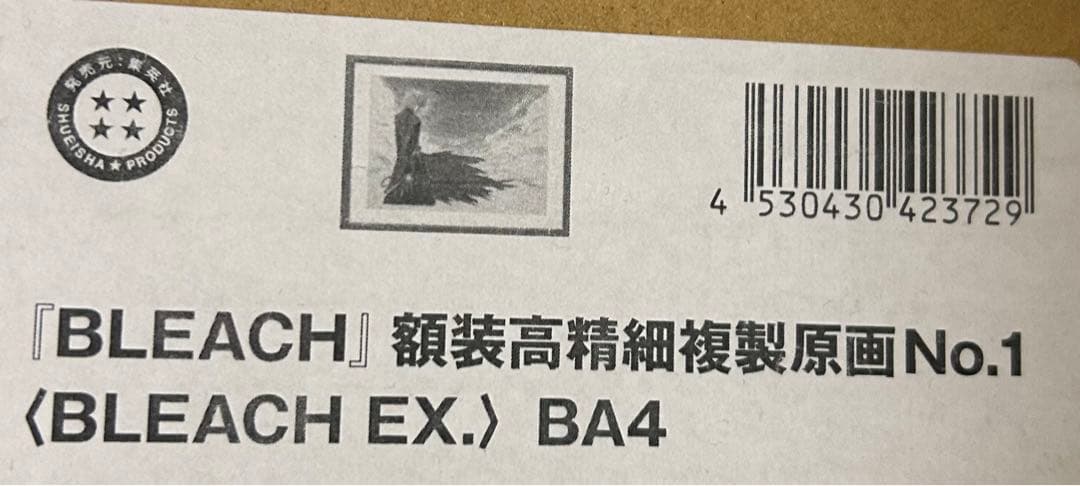 発売元:集英社
SHUEISHA★PRODUCTS
4 530430 423729
『BLEACH』額装高精細複製原画No.1
〈BLEACH EX.〉 BA4